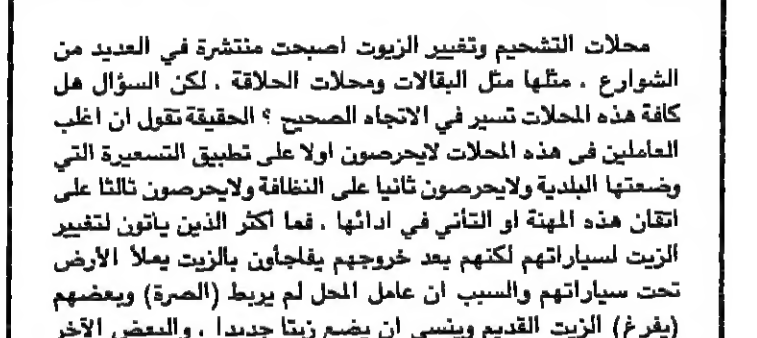 محلات التشحيم وتغيير الزيوت اصبحت منتشرة في العديد من
الشوارع . مثلها مثل البقالات ومحلات الحلاقة . لكن السؤال هل
كافة هذه المحلات تسير في الاتجاه الصحيح ؟ الحقيقة تقول ان اغلب
العاملين في هذه المحلات لايحرصون اولا على تطبيق التسعيرة التي
وضعتها البلدية ولايحرصون ثانيا على النظافة ولايحرصون ثالثا على
اتقان هذه المهنة او التأني في ادائها . فما أكثر الذين ياتون لتغيير
الزيت لسياراتهم لكنهم بعد خروجهم يفاجأون بالزيت يملأ الأرض
تحت سياراتهم والسبب ان عامل المحل لم يربط (الصرة) وبعضهم
(يفرغ) الزيت القديم وينسى ان يضع زيتا جديدا . والبعض الآخر